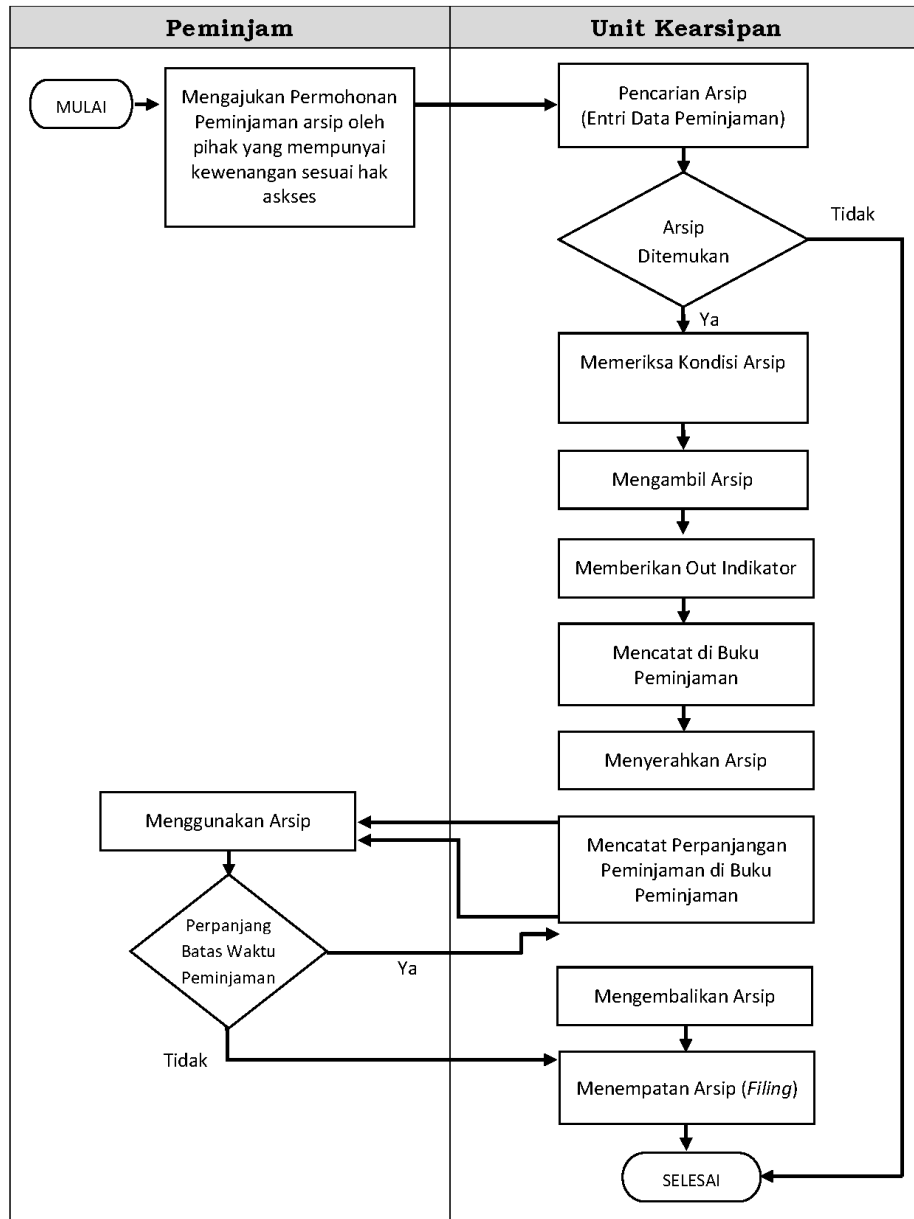 Peminjam
Unit Kearsipan
MULAI
Mengajukan Permohonan
Peminjaman arsip oleh
pihak yang mempunyai
kewenangan sesuai hak
askses
Pencarian Arsip
(Entri Data Peminjaman)
Arsip
Ditemukan
Tidak
Ya
Memeriksa Kondisi Arsip
Mengambil Arsip
Memberikan Out Indikator
Mencatat di Buku
Peminjaman
Menyerahkan Arsip
Menggunakan Arsip
Mencatat Perpanjangan
Peminjaman di Buku
Peminjaman
Perpanjang
Batas Waktu
Peminjaman
Ya
Mengembalikan Arsip
Tidak
Menempatan Arsip (Filing)
SELESAI